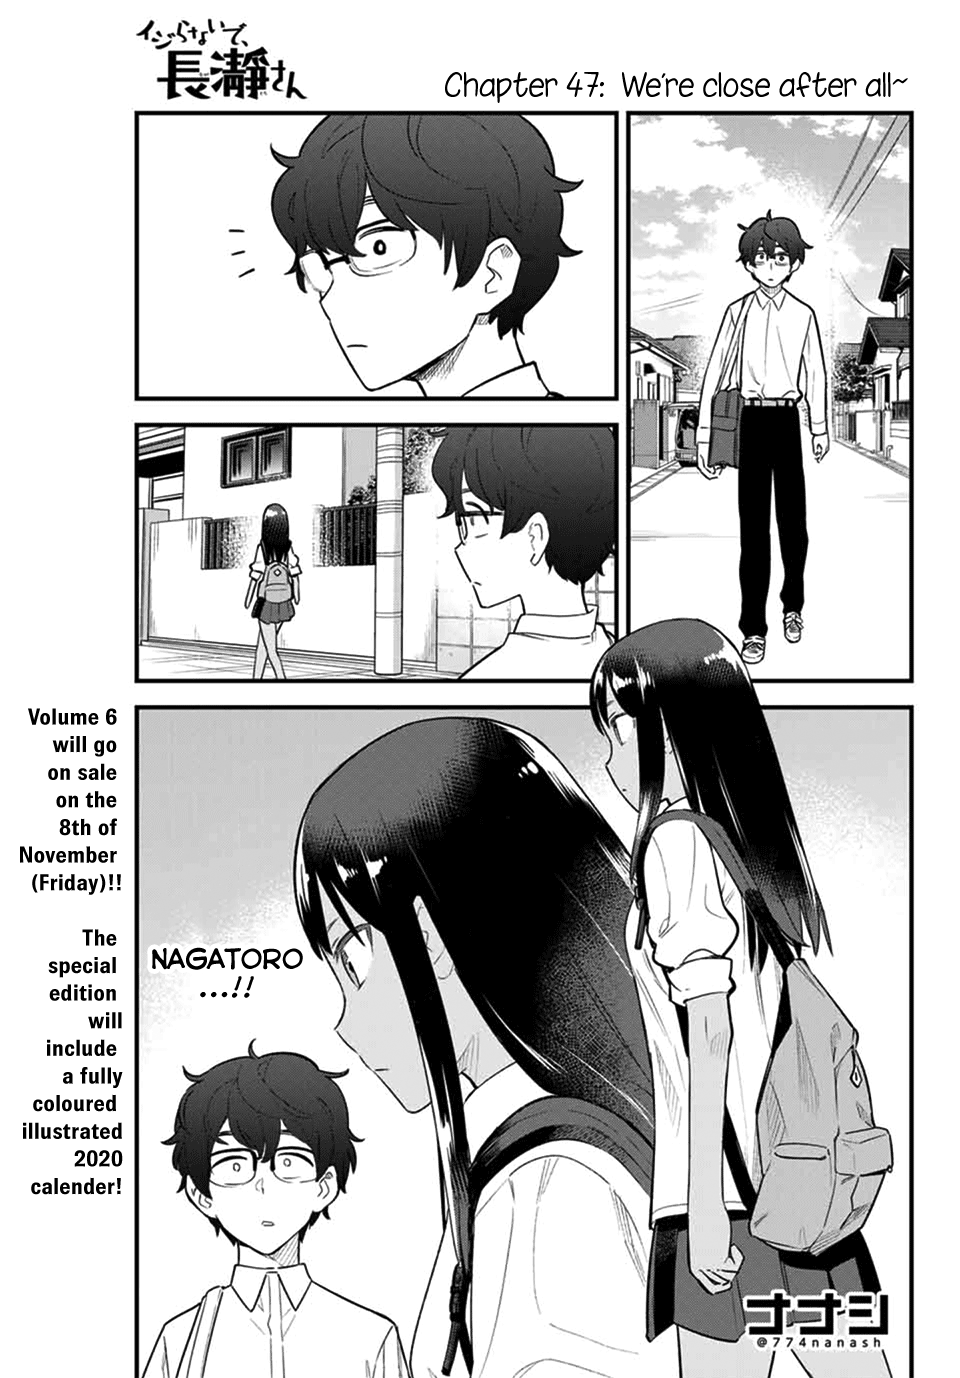 イジらないで、
長瀞さん
Chapter 47: We're close after all~
Volume 6
will go
on sale
on the
8th of
November
(Friday)!!
The
special
edition
will
include
a fully
coloured
illustrated
2020
calender!
NAGATORO
...!!
ナナシ
@774nanash